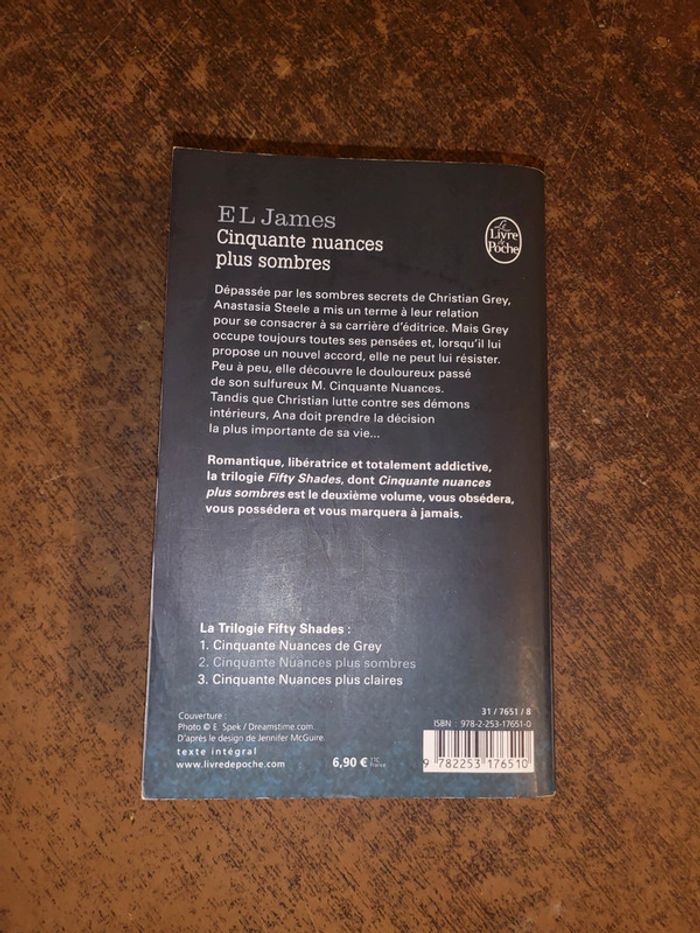 E L James
Cinquante nuances
plus sombres
Le
Livre
de
Poche
Dépassée par les sombres secrets de Christian Grey,
Anastasia Steele a mis un terme à leur relation
pour se consacrer à sa carrière d'éditrice. Mais Grey
occupe toujours toutes ses pensées et, lorsqu'il lui
propose un nouvel accord, elle ne peut lui résister.
Peu à peu, elle découvre le douloureux passé
de son sulfureux M. Cinquante Nuances.
Tandis que Christian lutte contre ses démons
intérieurs, Ana doit prendre la décision
la plus importante de sa vie...
Romantique, libératrice et totalement addictive,
la trilogie Fifty Shades, dont Cinquante nuances
plus sombres est le deuxième volume, vous obsédera,
vous possédera et vous marquera à jamais.
La Trilogie Fifty Shades :
1. Cinquante Nuances de Grey
2. Cinquante Nuances plus sombres
3. Cinquante Nuances plus claires
Couverture :
Photo © E. Spek / Dreamstime.com.
D'après le design de Jennifer McGuire.
texte intégral
www.livredepoche.com
6,90 € TTC France
31 / 7651 / 8
ISBN : 978-2-253-17651-0
9 782253 176510